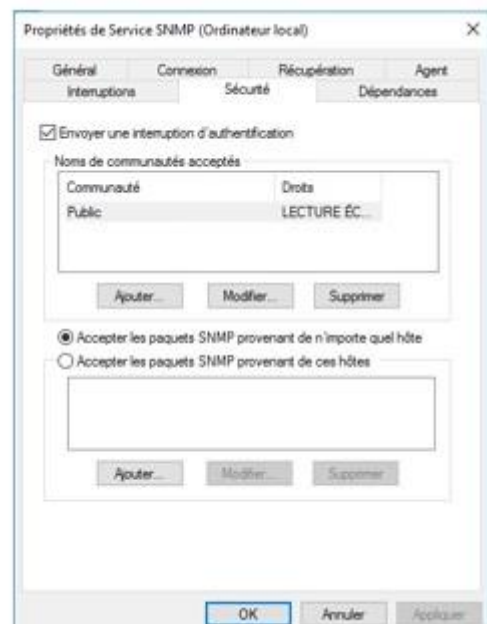 Propriétés de Service SNMP (Ordinateur local)
Général Connexion Récupération Agent
Interruptions Sécurité Dépendances
Envoyer une interruption d'authentification
Noms de communautés acceptés
Communauté Droits
Public LECTURE ÉC...
Ajouter... Modifier... Supprimer
Accepter les paquets SNMP provenant de n'importe quel hôte
Accepter les paquets SNMP provenant de ces hôtes
Ajouter... Modifier... Supprimer
OK Annuler Appliquer